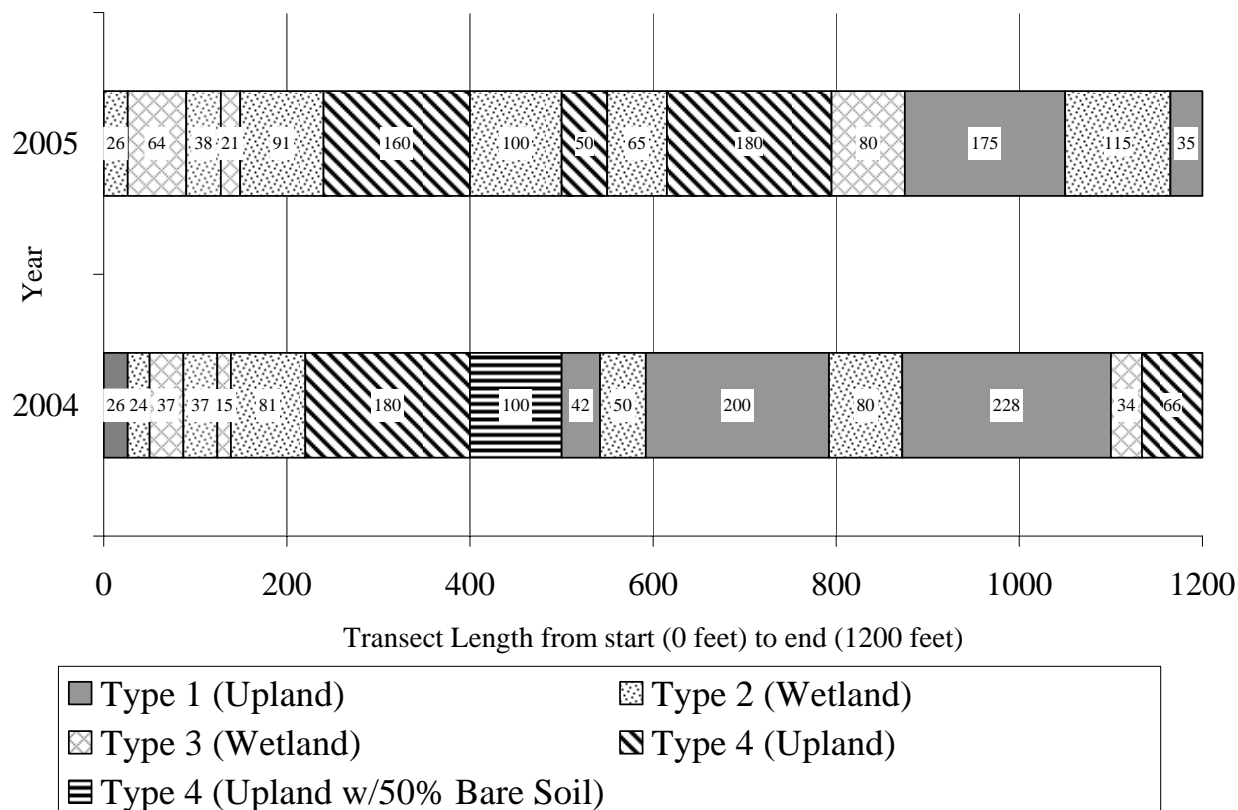 2005
26 64 38 21 91 160 100 50 65 180 80 175 115 35
Year
2004
26 24 37 37 15 81 180 100 42 50 200 80 228 34 66
0 200 400 600 800 1000 1200
Transect Length from start (0 feet) to end (1200 feet)
Type 1 (Upland) Type 2 (Wetland)
Type 3 (Wetland) Type 4 (Upland)
Type 4 (Upland w/50% Bare Soil)